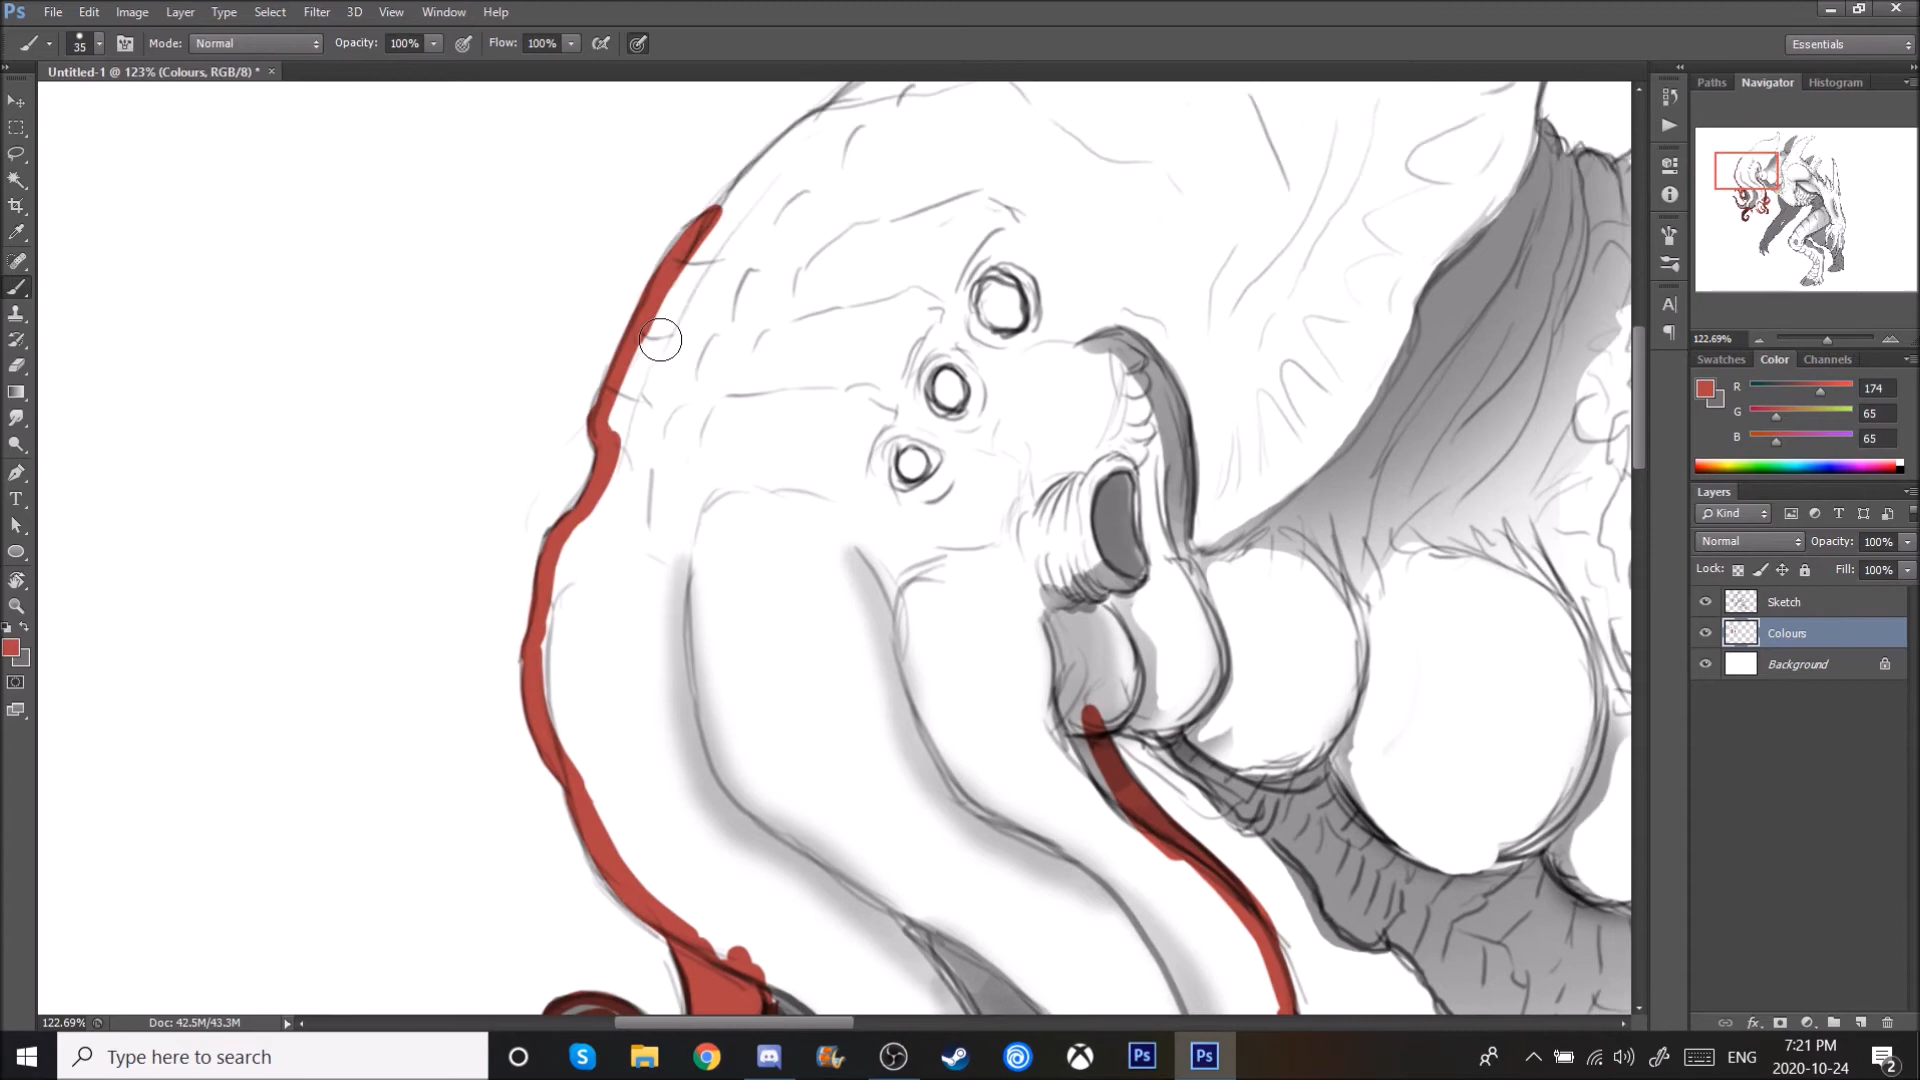 Ps File Edit Image Layer Type Select Filter 3D View Window Help
35 Mode: Normal Opacity: 100% Flow: 100% Essentials
Untitled-1 @ 123% (Colours, RGB/8) * ×
Paths Navigator Histogram
122.69%
Swatches Color Channels
R 174
G 65
B 65
Layers
Kind
Normal Opacity: 100%
Lock: Fill: 100%
Sketch
Colours
Background
122.69% Doc: 42.5M/43.3M
Type here to search
Ps Ps
ENG
7:21 PM
2020-10-24
2